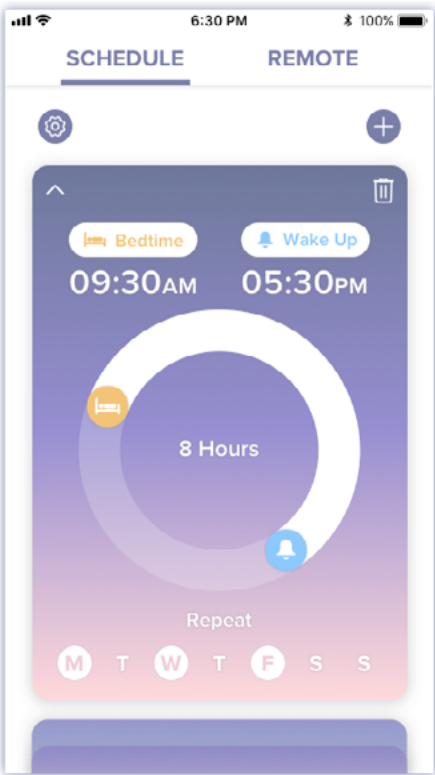 6:30 PM 100%
SCHEDULE REMOTE
Bedtime Wake Up
09:30AM 05:30PM
8 Hours
Repeat
M T W T F S S